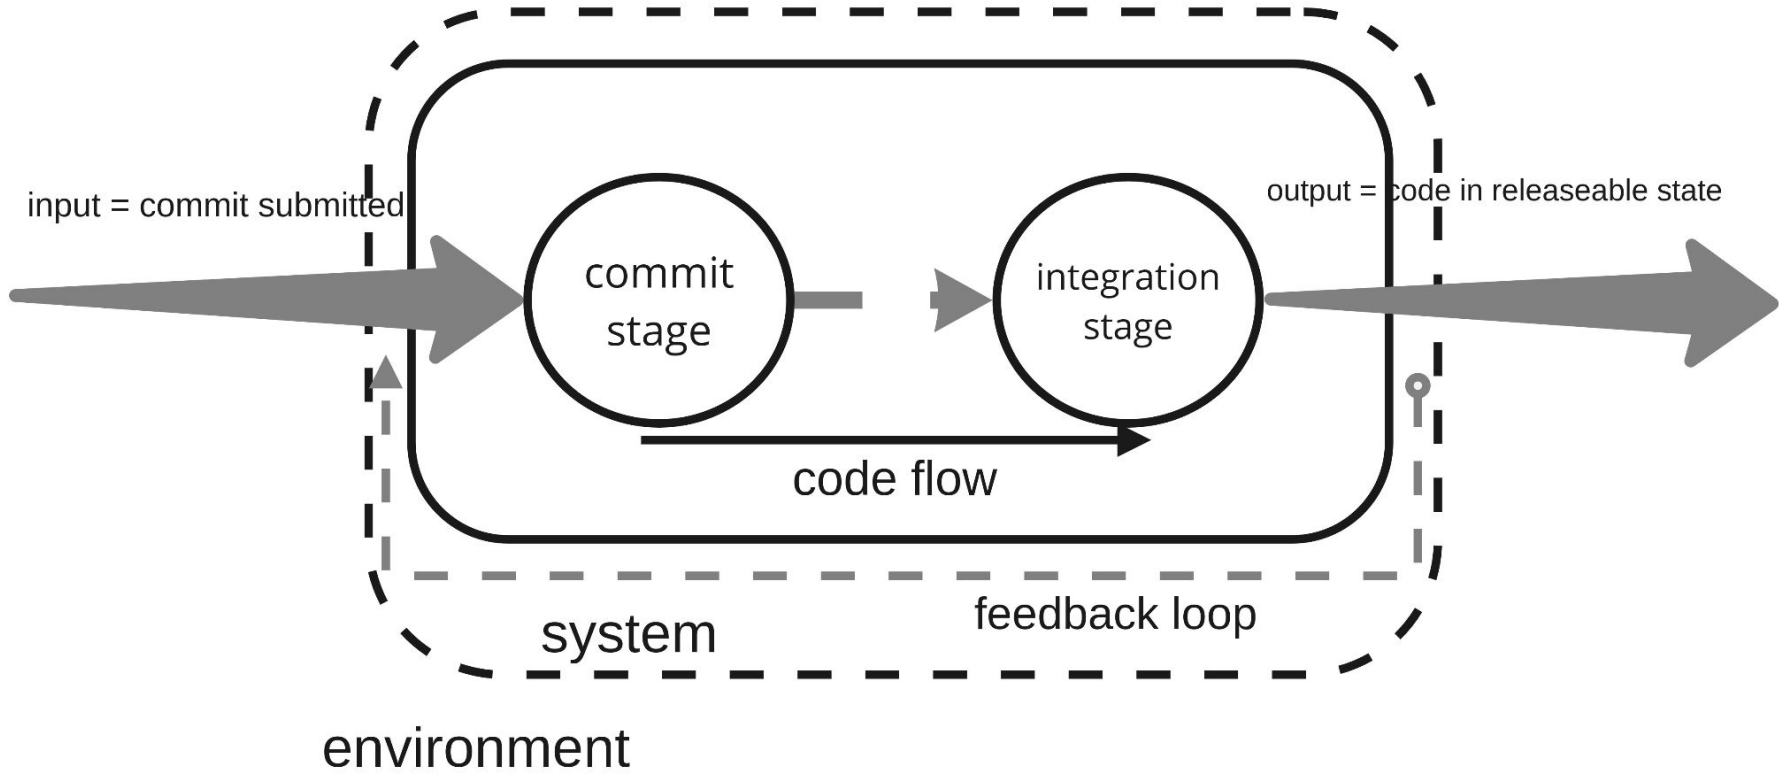 input = commit submitted
output = code in releaseable state
commit
stage
integration
stage
code flow
feedback loop
system
environment